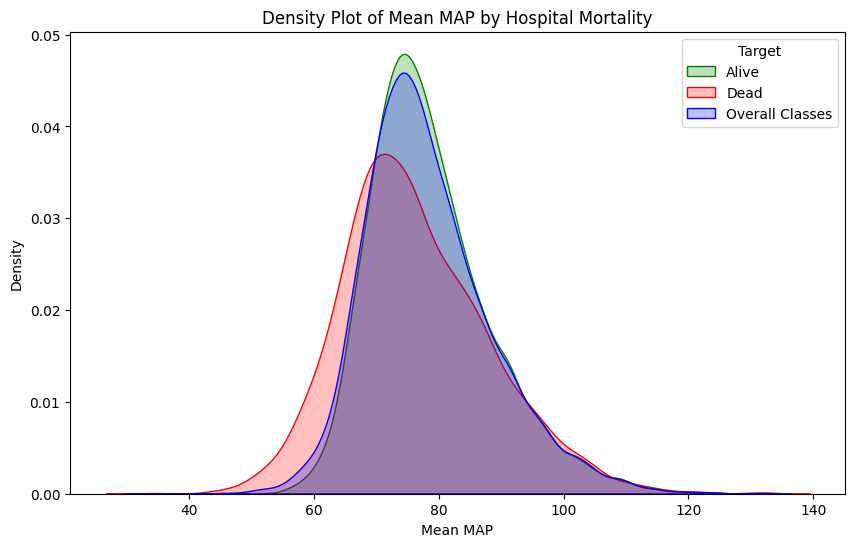 Density Plot of Mean MAP by Hospital Mortality
0.05
0.04
0.03
0.02
0.01
0.00
Density
Target
Alive
Dead
Overall Classes
40
60
80
100
120
140
Mean MAP